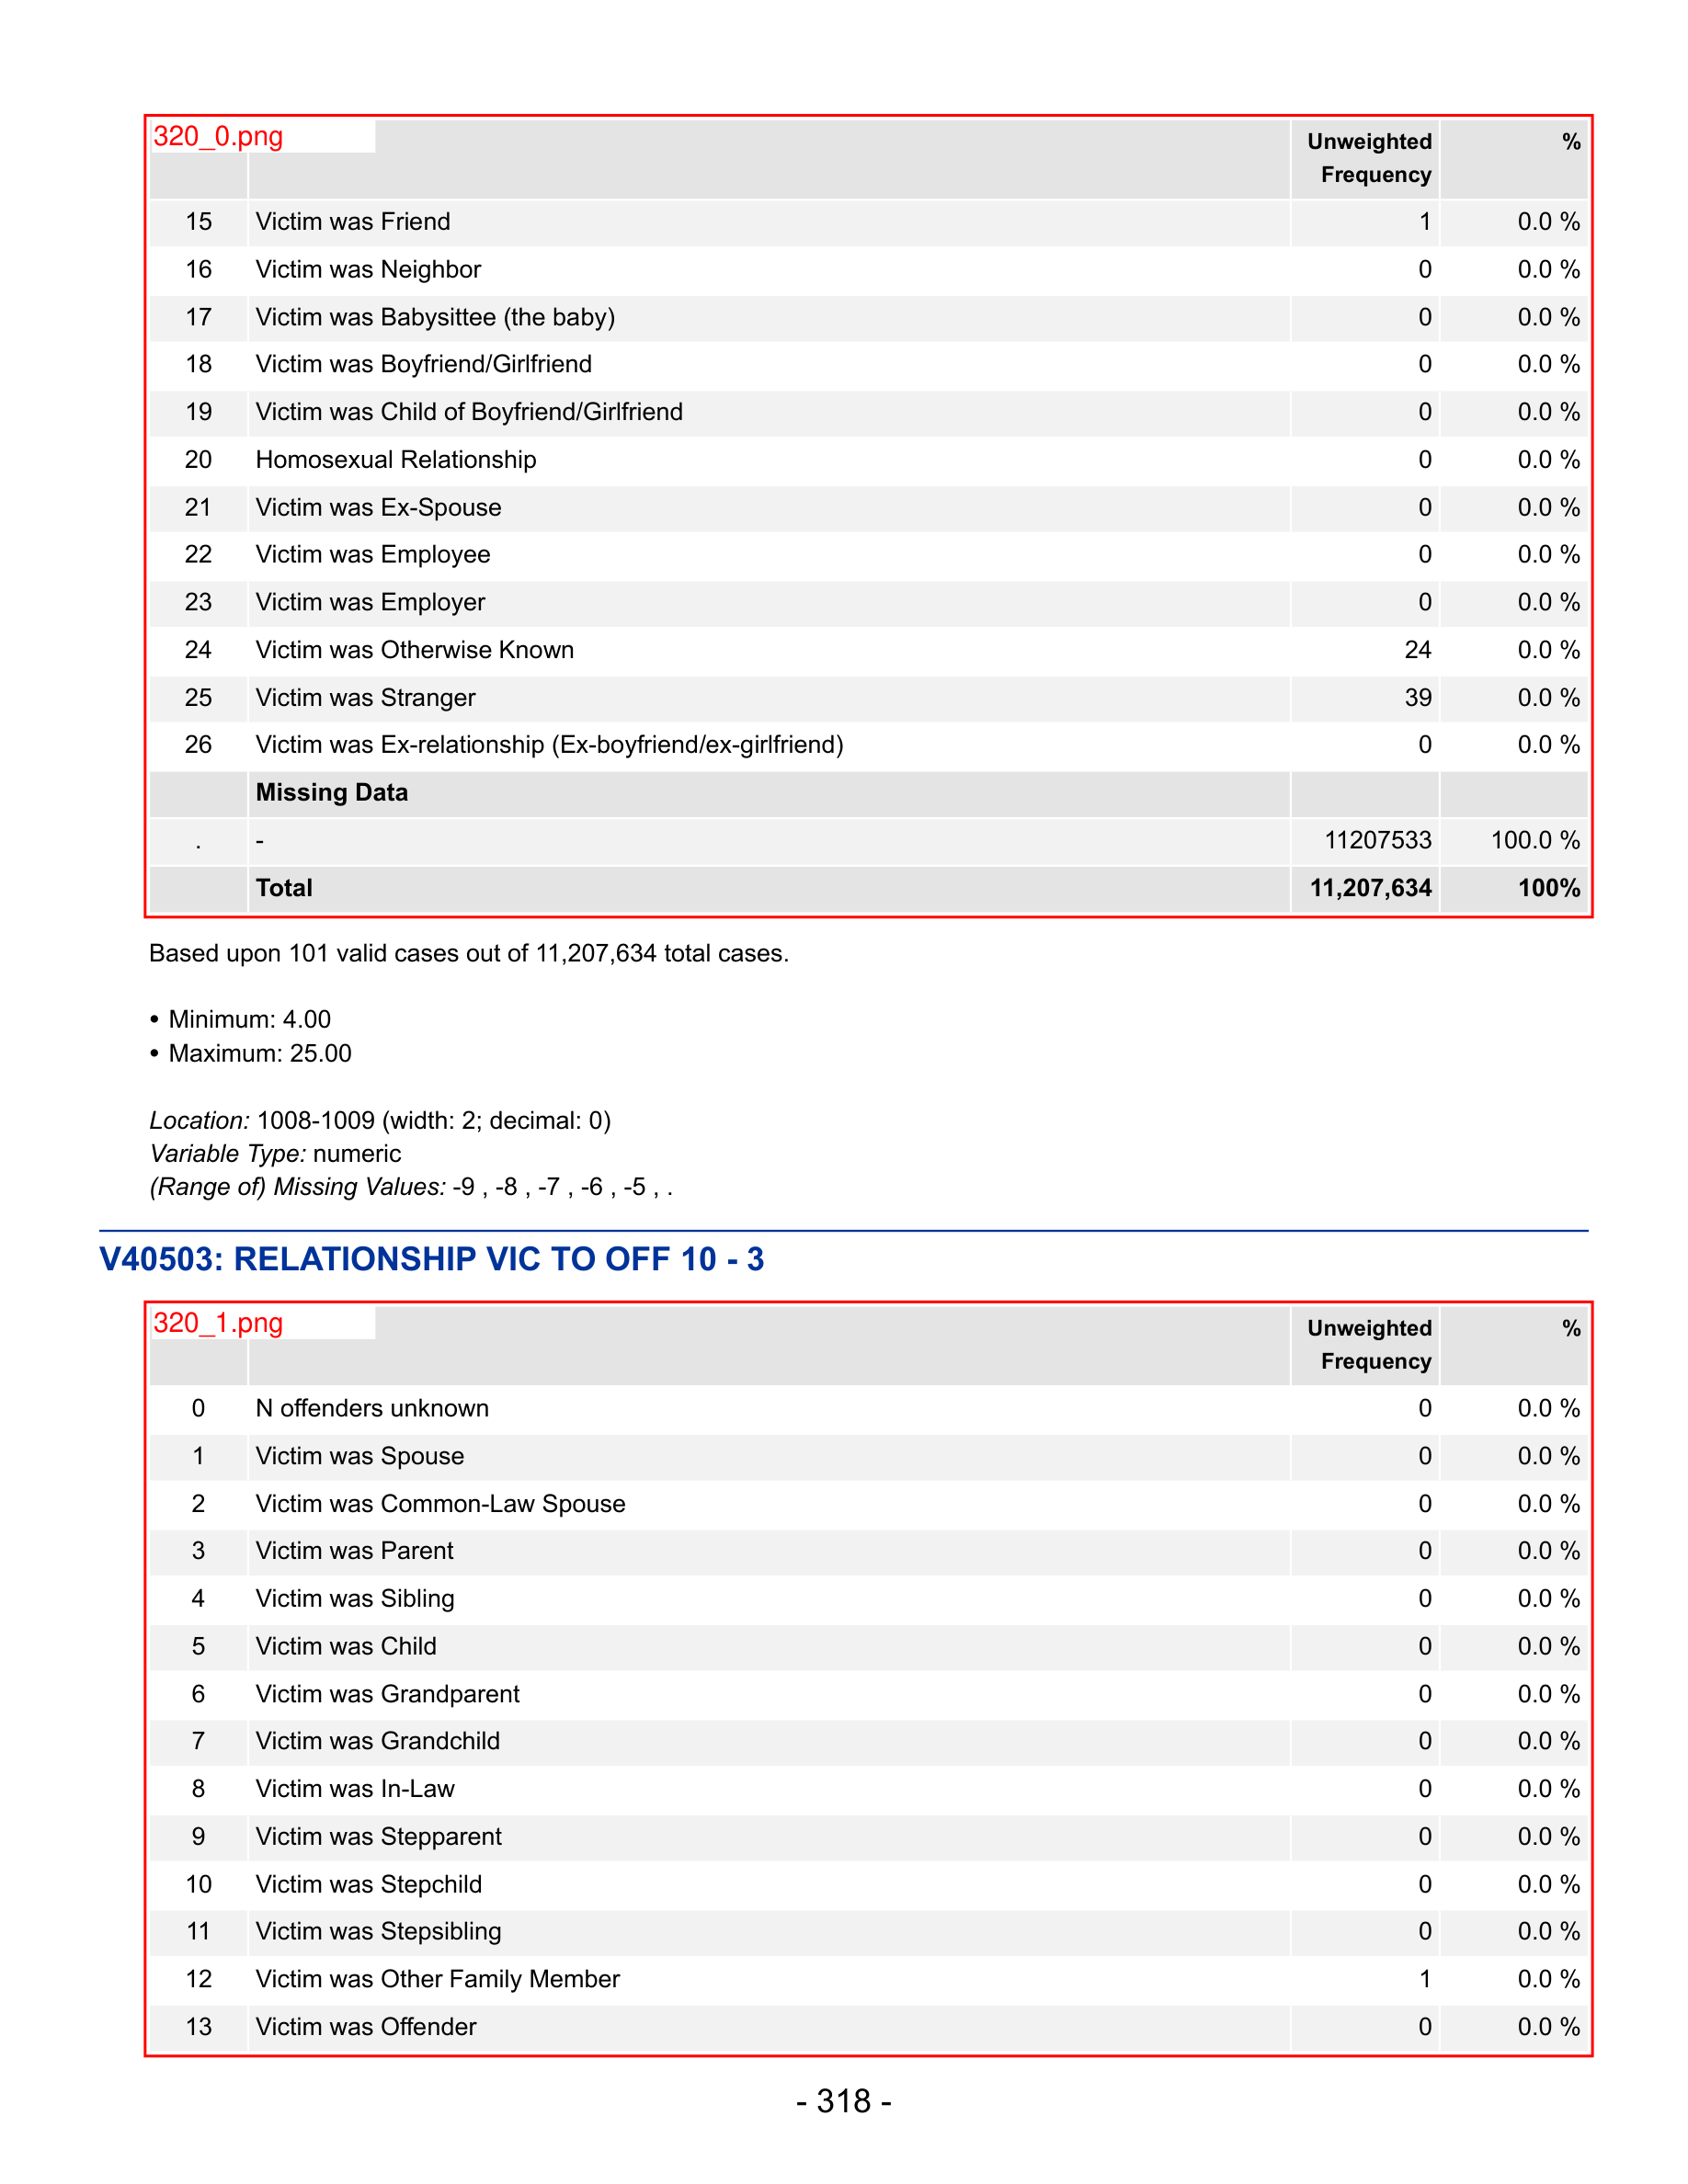 320_0.png
Unweighted Frequency %
15 Victim was Friend 1 0.0 %
16 Victim was Neighbor 0 0.0 %
17 Victim was Babysittee (the baby) 0 0.0 %
18 Victim was Boyfriend/Girlfriend 0 0.0 %
19 Victim was Child of Boyfriend/Girlfriend 0 0.0 %
20 Homosexual Relationship 0 0.0 %
21 Victim was Ex-Spouse 0 0.0 %
22 Victim was Employee 0 0.0 %
23 Victim was Employer 0 0.0 %
24 Victim was Otherwise Known 24 0.0 %
25 Victim was Stranger 39 0.0 %
26 Victim was Ex-relationship (Ex-boyfriend/ex-girlfriend) 0 0.0 %
Missing Data
. - 11207533 100.0 %
Total 11,207,634 100%
Based upon 101 valid cases out of 11,207,634 total cases.
• Minimum: 4.00
• Maximum: 25.00
Location: 1008-1009 (width: 2; decimal: 0)
Variable Type: numeric
(Range of) Missing Values: -9 , -8 , -7 , -6 , -5 , .
V40503: RELATIONSHIP VIC TO OFF 10 - 3
320_1.png
Unweighted Frequency %
0 N offenders unknown 0 0.0 %
1 Victim was Spouse 0 0.0 %
2 Victim was Common-Law Spouse 0 0.0 %
3 Victim was Parent 0 0.0 %
4 Victim was Sibling 0 0.0 %
5 Victim was Child 0 0.0 %
6 Victim was Grandparent 0 0.0 %
7 Victim was Grandchild 0 0.0 %
8 Victim was In-Law 0 0.0 %
9 Victim was Stepparent 0 0.0 %
10 Victim was Stepchild 0 0.0 %
11 Victim was Stepsibling 0 0.0 %
12 Victim was Other Family Member 1 0.0 %
13 Victim was Offender 0 0.0 %
- 318 -